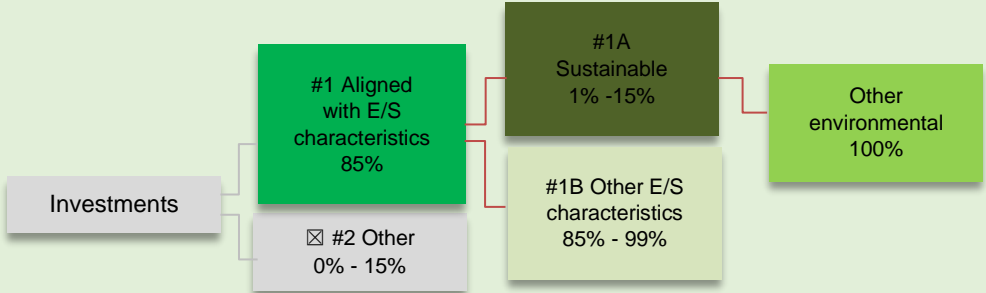 Investments
#1 Aligned
with E/S
characteristics
85%
☒ #2 Other
0% - 15%
#1A
Sustainable
1% -15%
#1B Other E/S
characteristics
85% - 99%
Other
environmental
100%